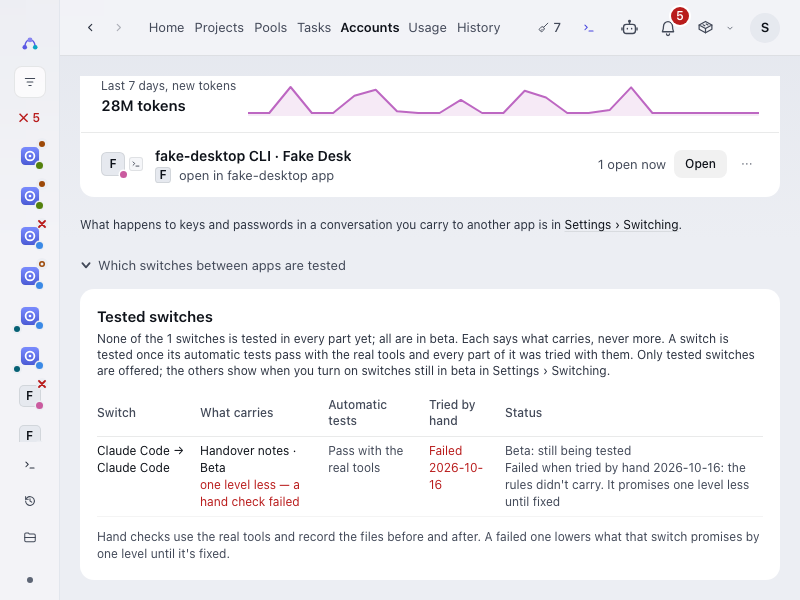 Home Projects Pools Tasks Accounts Usage History 7 5 S
5
Last 7 days, new tokens
28M tokens
F
fake-desktop CLI · Fake Desk
F open in fake-desktop app
1 open now
Open
What happens to keys and passwords in a conversation you carry to another app is in Settings › Switching.
Which switches between apps are tested
Tested switches
None of the 1 switches is tested in every part yet; all are in beta. Each says what carries, never more. A switch is
tested once its automatic tests pass with the real tools and every part of it was tried with them. Only tested switches
are offered; the others show when you turn on switches still in beta in Settings › Switching.
Switch
What carries
Automatic
tests
Tried by
hand
Status
Claude Code →
Claude Code
Handover notes ·
Beta
one level less — a
hand check failed
Pass with the
real tools
Failed
2026-10-
16
Beta: still being tested
Failed when tried by hand 2026-10-16: the
rules didn't carry. It promises one level less
until fixed
Hand checks use the real tools and record the files before and after. A failed one lowers what that switch promises by
one level until it's fixed.
F
F